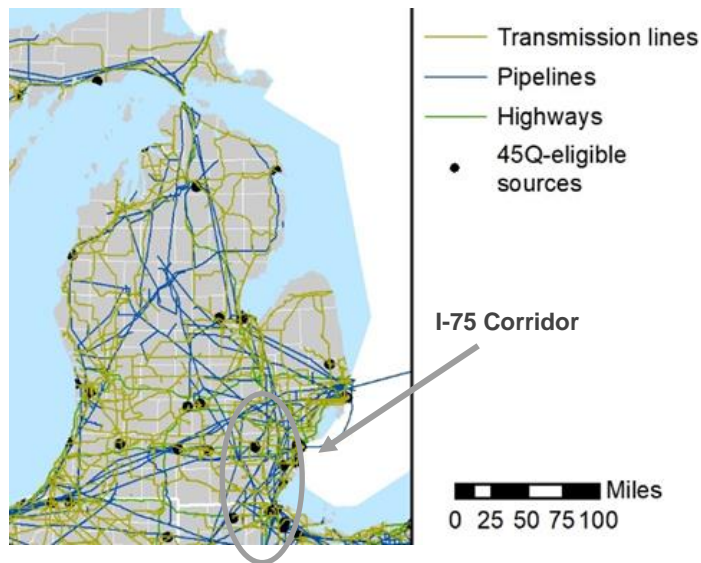 Transmission lines
Pipelines
Highways
45Q-eligible
sources
I-75 Corridor
Miles
0 25 50 75 100